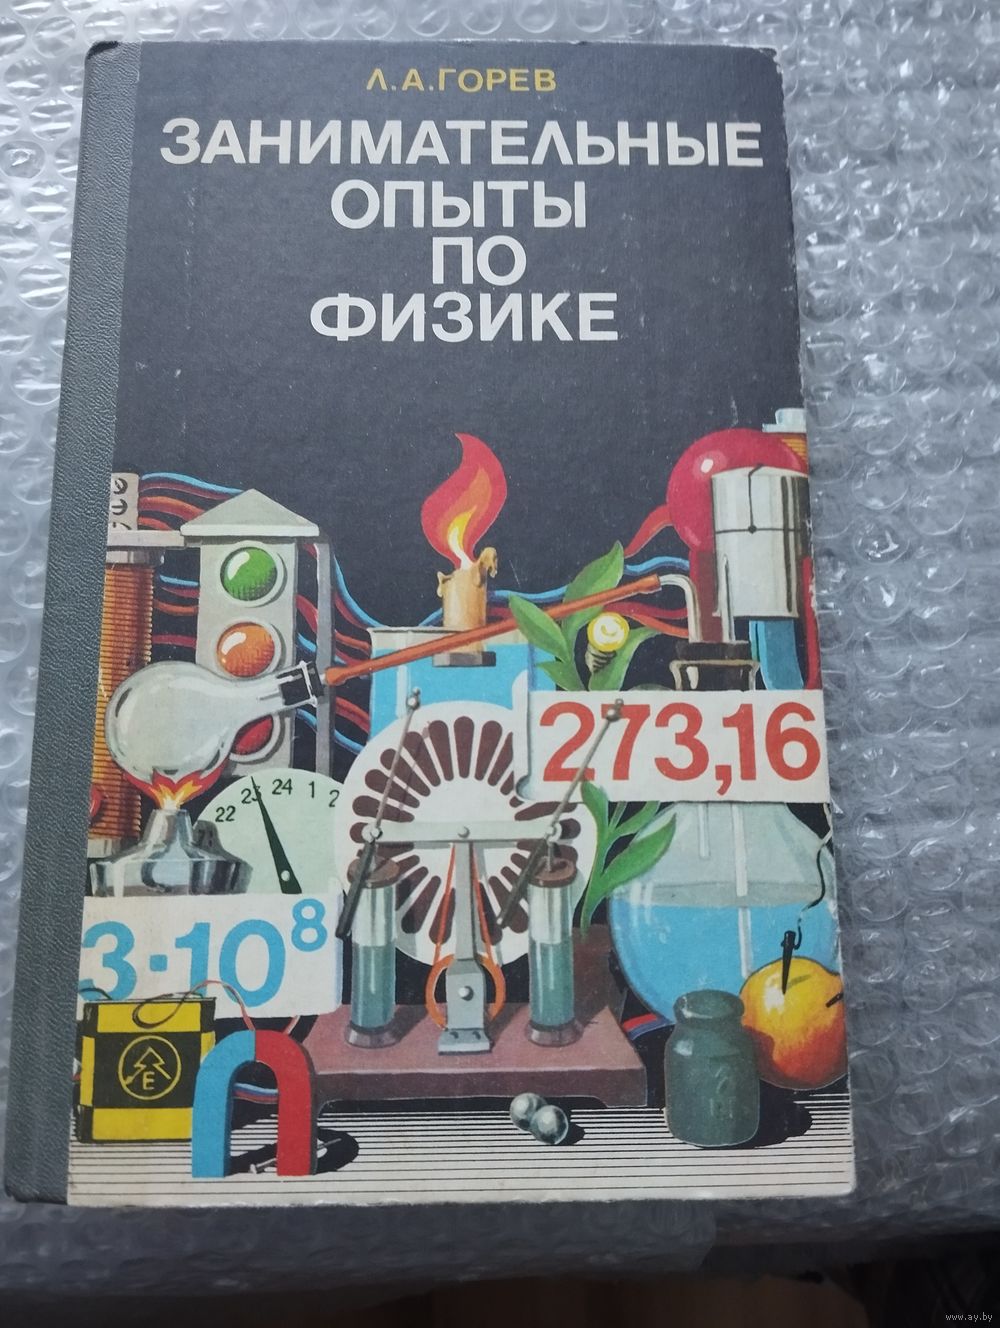 Л.А.ГОРЕВ
ЗАНИМАТЕЛЬНЫЕ
ОПЫТЫ
ПО
ФИЗИКЕ
273,16
22 23 24 1 2
3·10⁸
E
www.ay.by